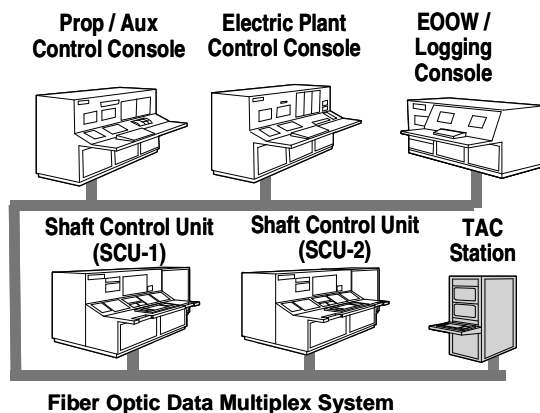 Prop / Aux
Control Console
Electric Plant
Control Console
EOOW /
Logging
Console
Shaft Control Unit
(SCU-1)
Shaft Control Unit
(SCU-2)
TAC
Station
Fiber Optic Data Multiplex System